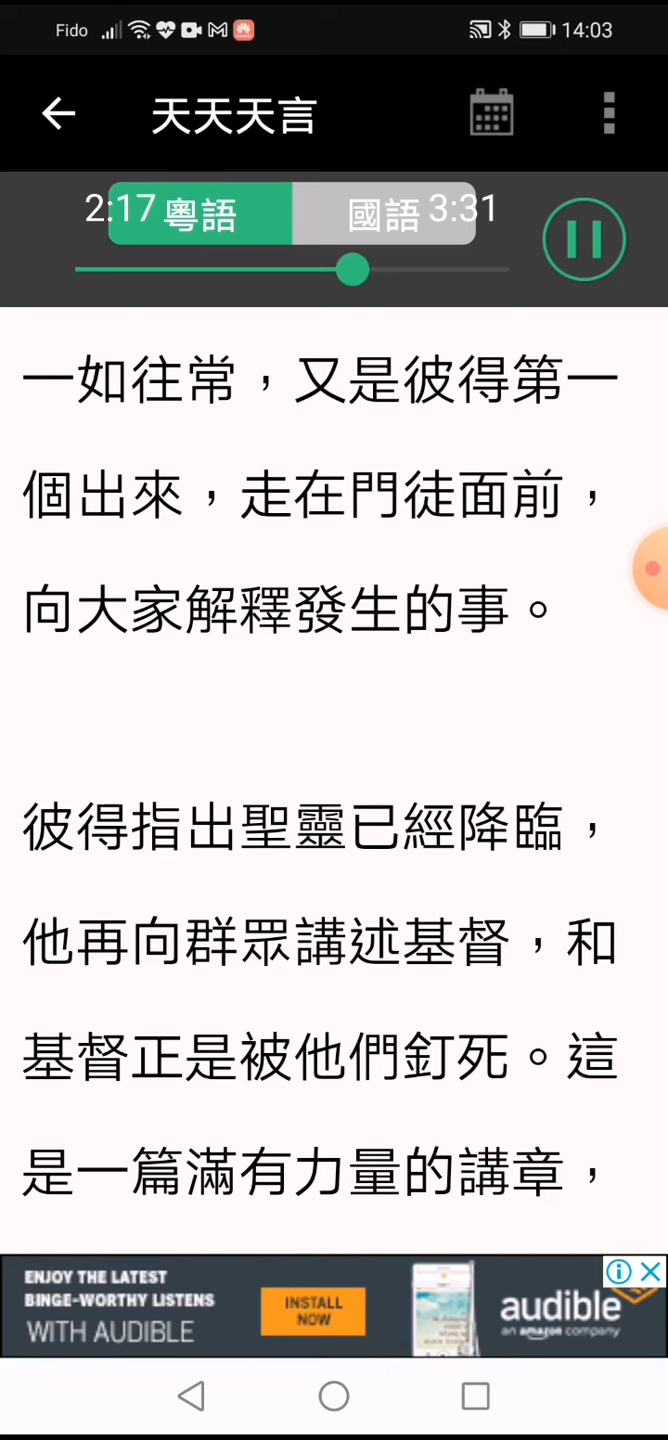 Fido
14:03
天天天言
2:17 粵語 國語 3:31
一如往常，又是彼得第一
個出來，走在門徒面前，
向大家解釋發生的事。
彼得指出聖靈已經降臨，
他再向群眾講述基督，和
基督正是被他們釘死。這
是一篇滿有力量的講章，
ENJOY THE LATEST
BINGE-WORTHY LISTENS
WITH AUDIBLE
INSTALL
NOW
audible
an amazon company